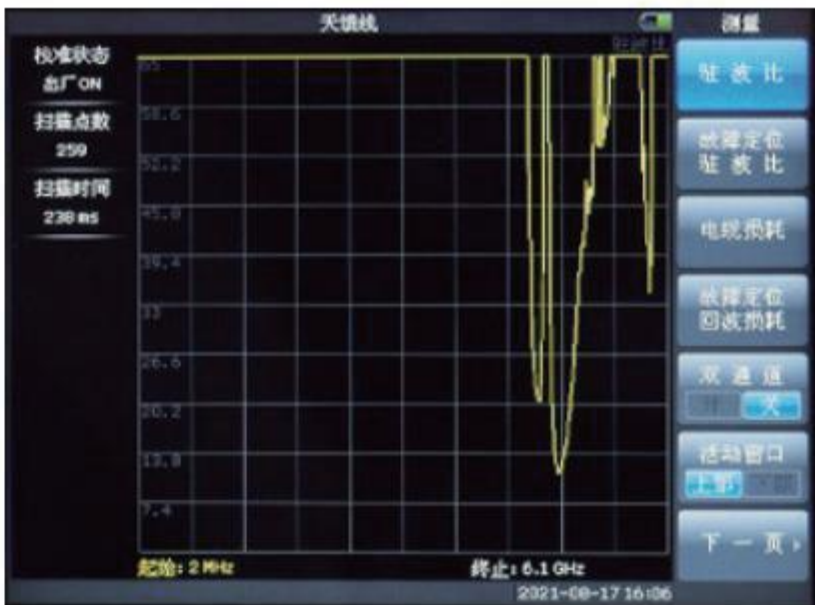 天馈线
测量
校准状态
出厂 ON
扫描点数
259
扫描时间
238 ms
驻波比
65
58.6
52.2
45.8
39.4
33
26.6
20.2
13.8
7.4
起始: 2 MHz
终止: 6.1 GHz
2021-08-17 16:06
驻 波 比
故障定位
驻 波 比
电缆损耗
故障定位
回波损耗
双 通 道
开
关
活动窗口
上部
下部
下 一 页